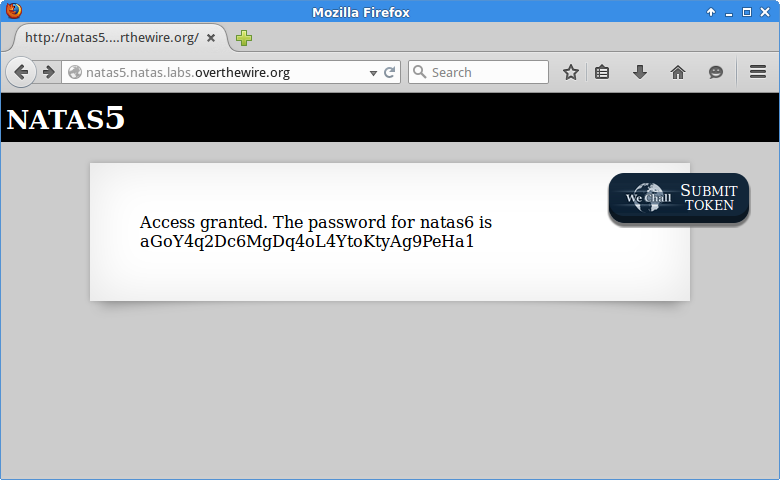 Mozilla Firefox
http://natas5....rthewire.org/
natas5.natas.labs.overthewire.org
Search
NATAS5
We Chall
SUBMIT
TOKEN
Access granted. The password for natas6 is
aGoY4q2Dc6MgDq4oL4YtoKtyAg9PeHa1